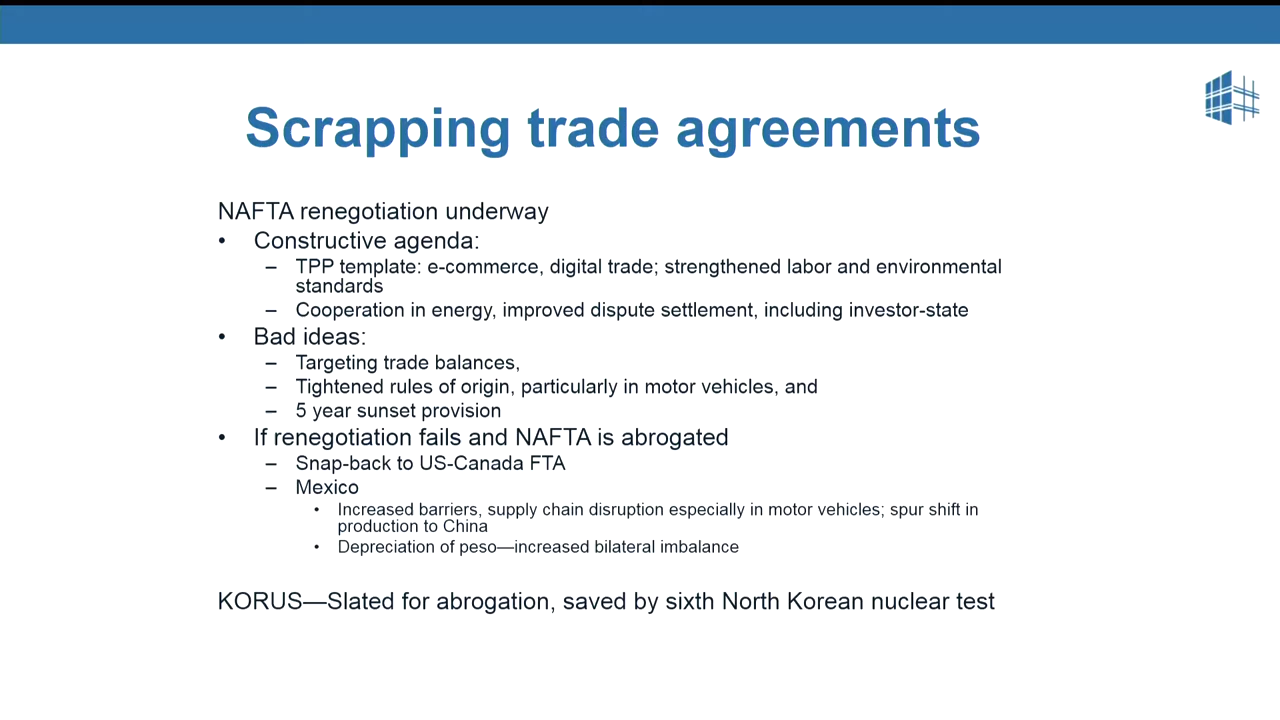 Scrapping trade agreements
NAFTA renegotiation underway
• Constructive agenda:
– TPP template: e-commerce, digital trade; strengthened labor and environmental
standards
– Cooperation in energy, improved dispute settlement, including investor-state
• Bad ideas:
– Targeting trade balances,
– Tightened rules of origin, particularly in motor vehicles, and
– 5 year sunset provision
• If renegotiation fails and NAFTA is abrogated
– Snap-back to US-Canada FTA
– Mexico
• Increased barriers, supply chain disruption especially in motor vehicles; spur shift in
production to China
• Depreciation of peso—increased bilateral imbalance
KORUS—Slated for abrogation, saved by sixth North Korean nuclear test